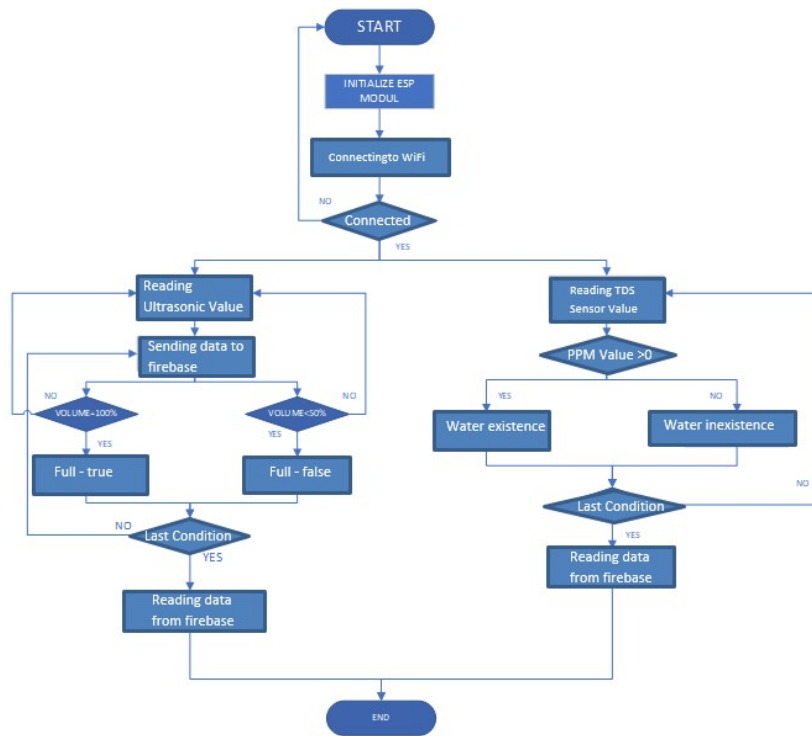 START
INITIALIZE ESP
MODUL
Connectingto WiFi
NO
Connected
YES
Reading
Ultrasonic Value
Reading TDS
Sensor Value
Sending data to
firebase
PPM Value >0
NO
NO
YES
NO
VOLUME=100%
VOLUME<50%
YES
YES
Water existence
Water inexistence
Full - true
Full - false
NO
Last Condition
NO
Last Condition
YES
YES
Reading data
from firebase
Reading data
from firebase
END